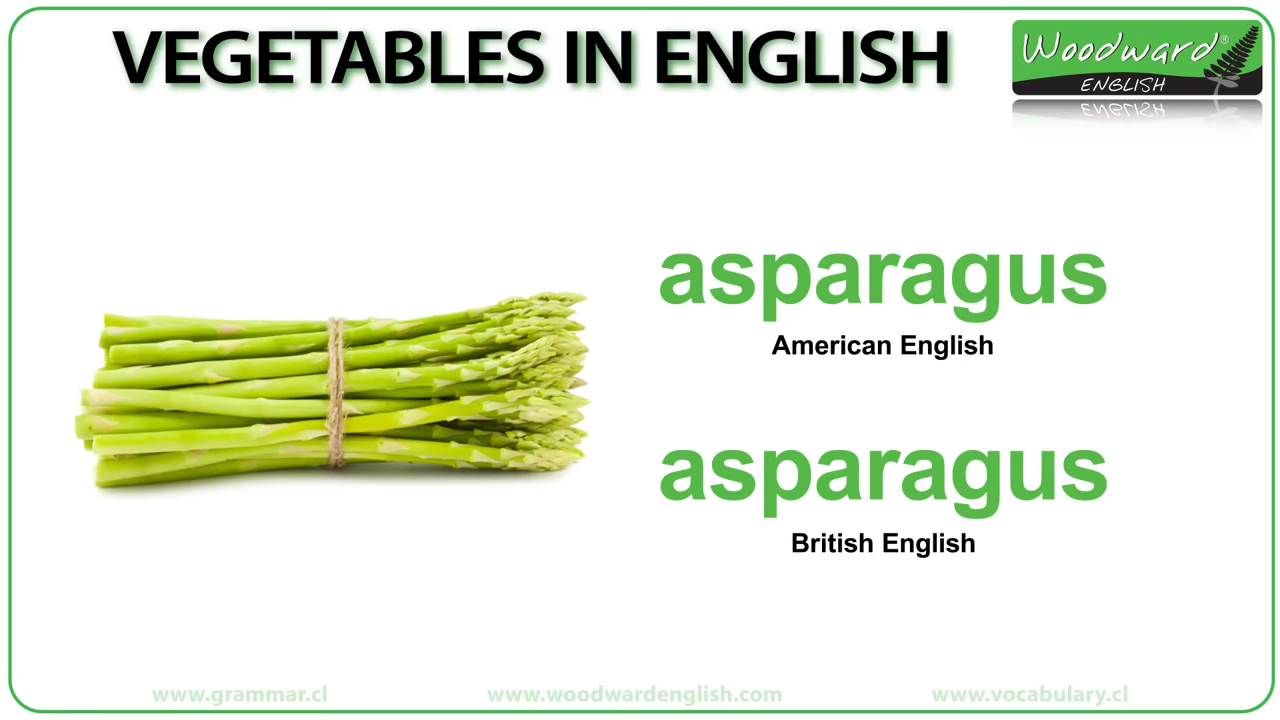 VEGETABLES IN ENGLISH
Woodward®
ENGLISH
asparagus
American English
asparagus
British English
www.grammar.cl
www.woodwardenglish.com
www.vocabulary.cl